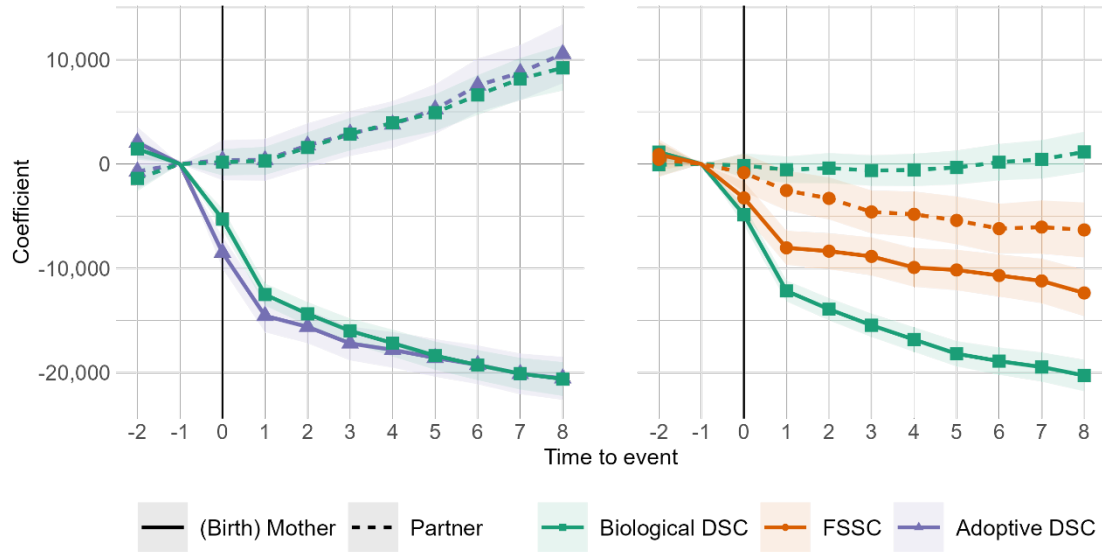 10,000
0
-10,000
-20,000
Coefficient
-2 -1 0 1 2 3 4 5 6 7 8
-2 -1 0 1 2 3 4 5 6 7 8
Time to event
(Birth) Mother Partner Biological DSC FSSC Adoptive DSC